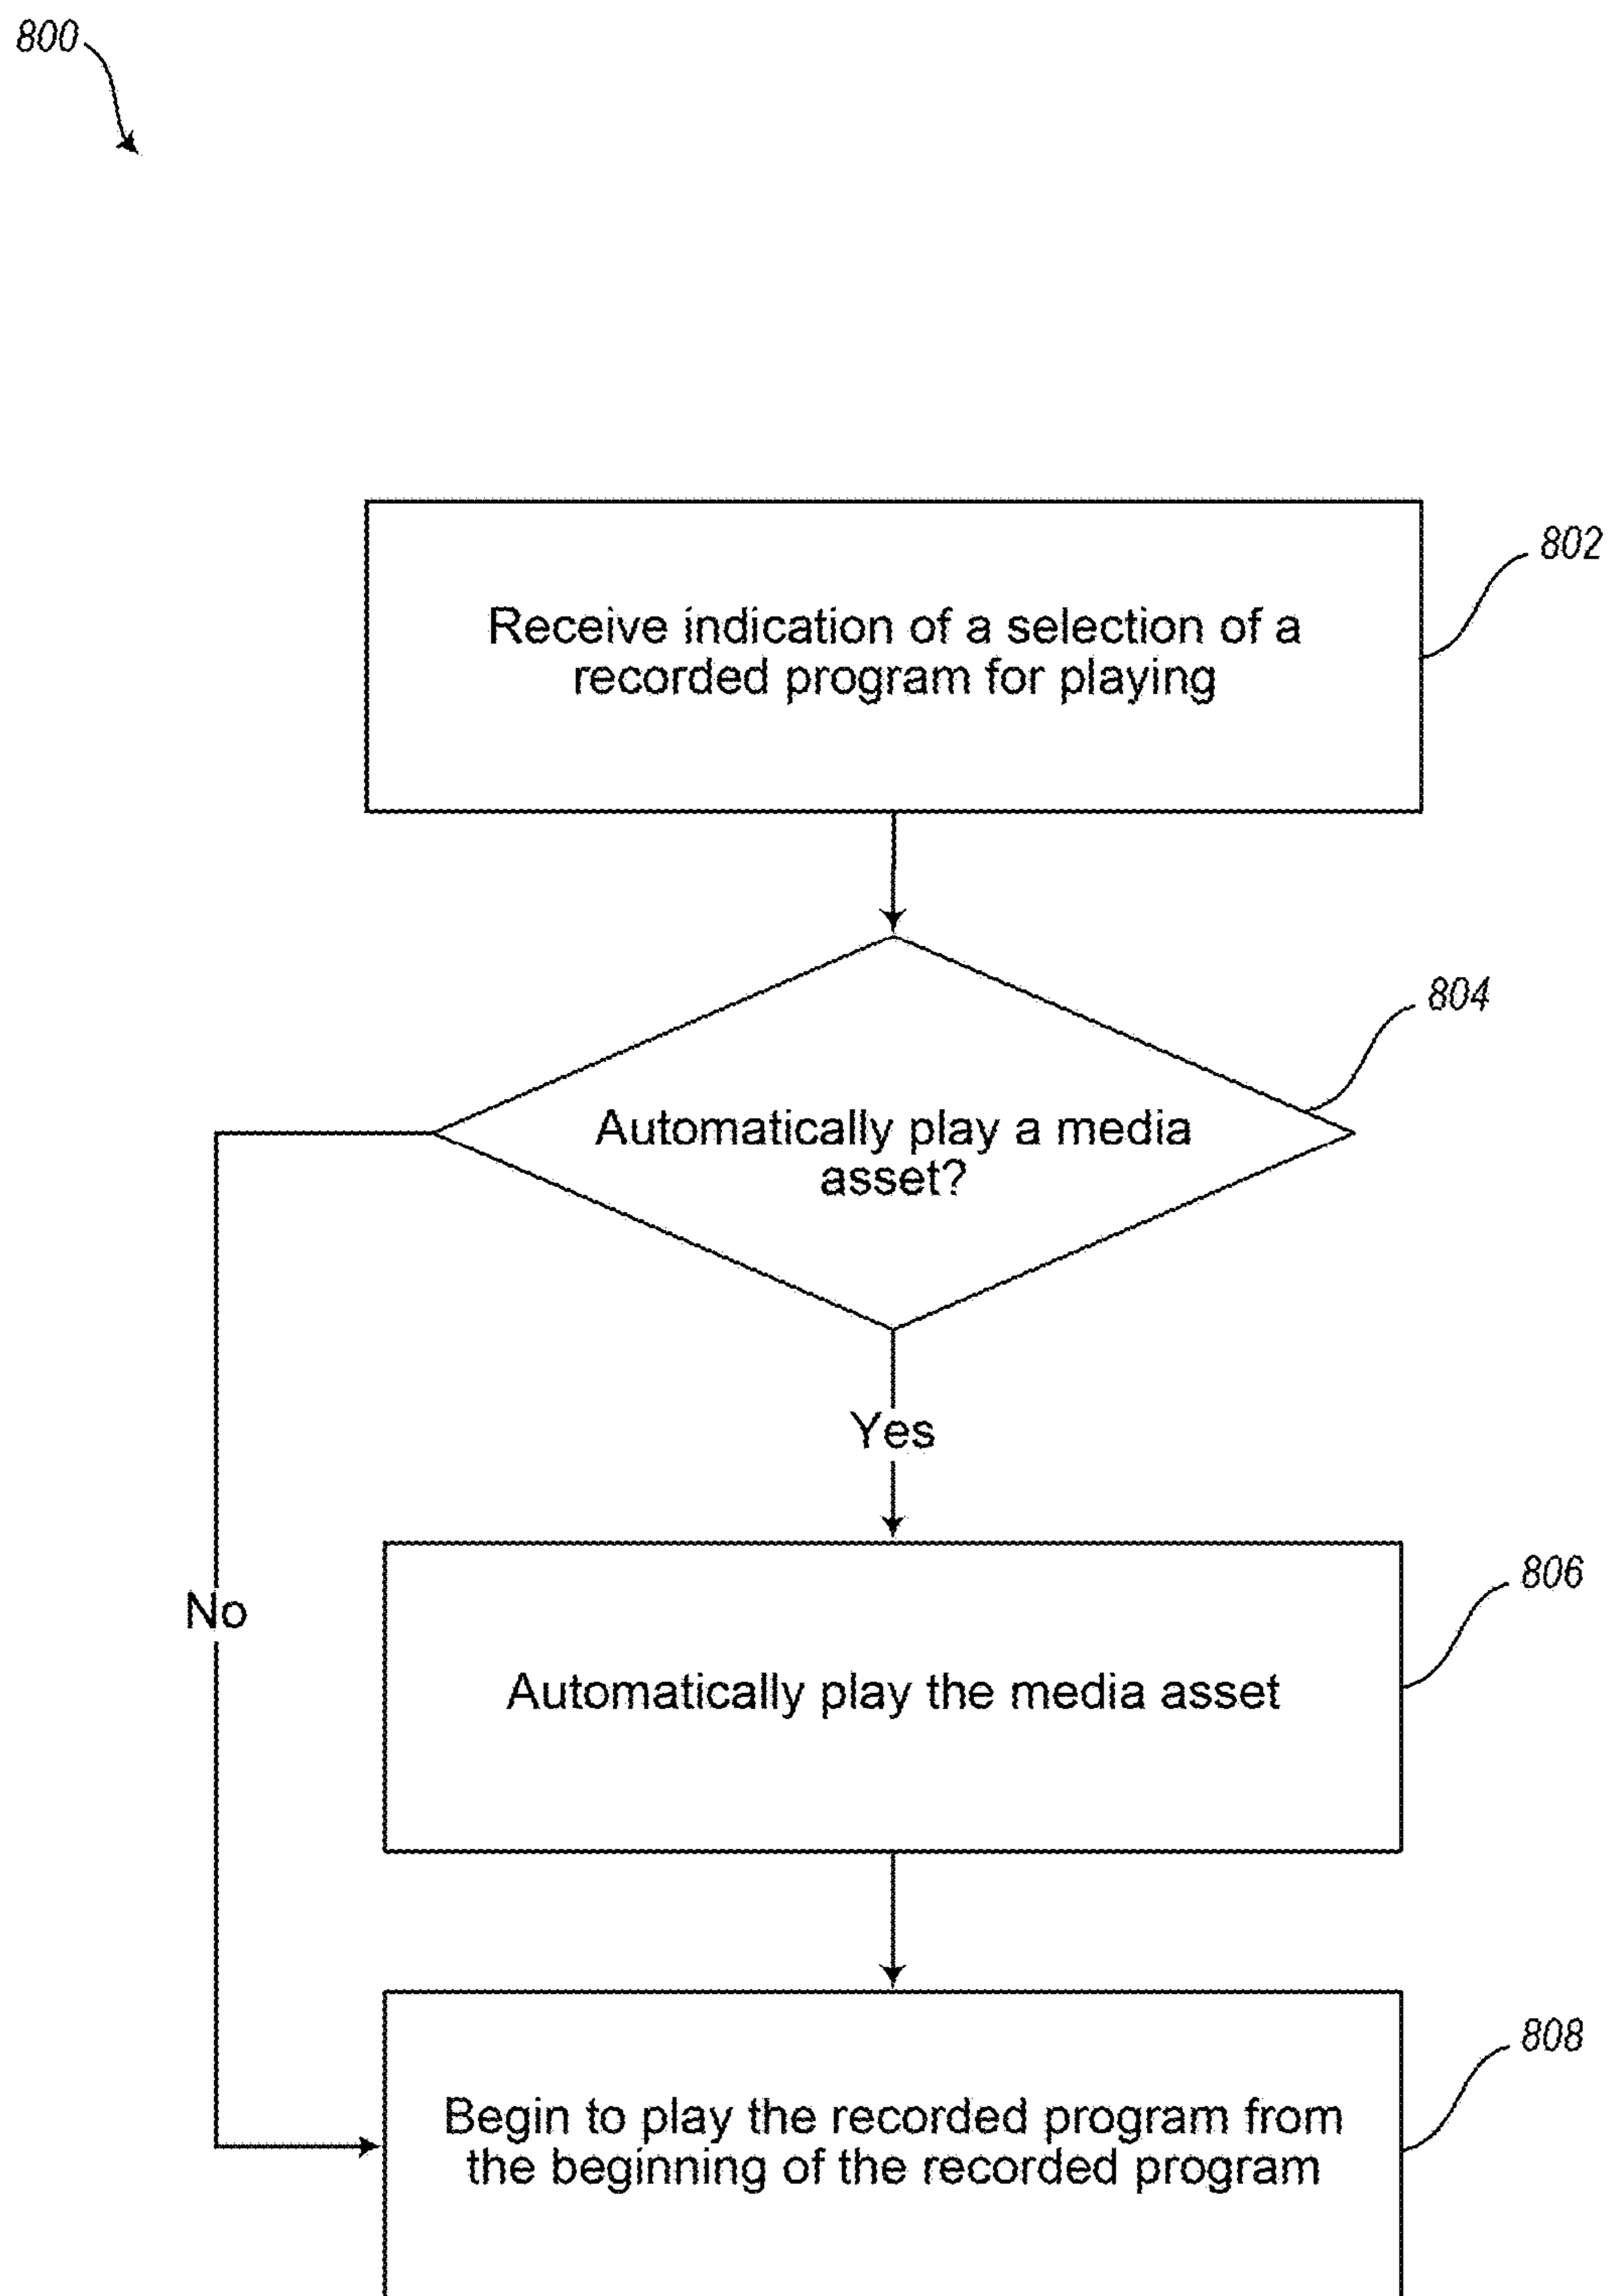 800
802
Receive indication of a selection of a
recorded program for playing
804
Automatically play a media
asset?
Yes
No
806
Automatically play the media asset
808
Begin to play the recorded program from
the beginning of the recorded program